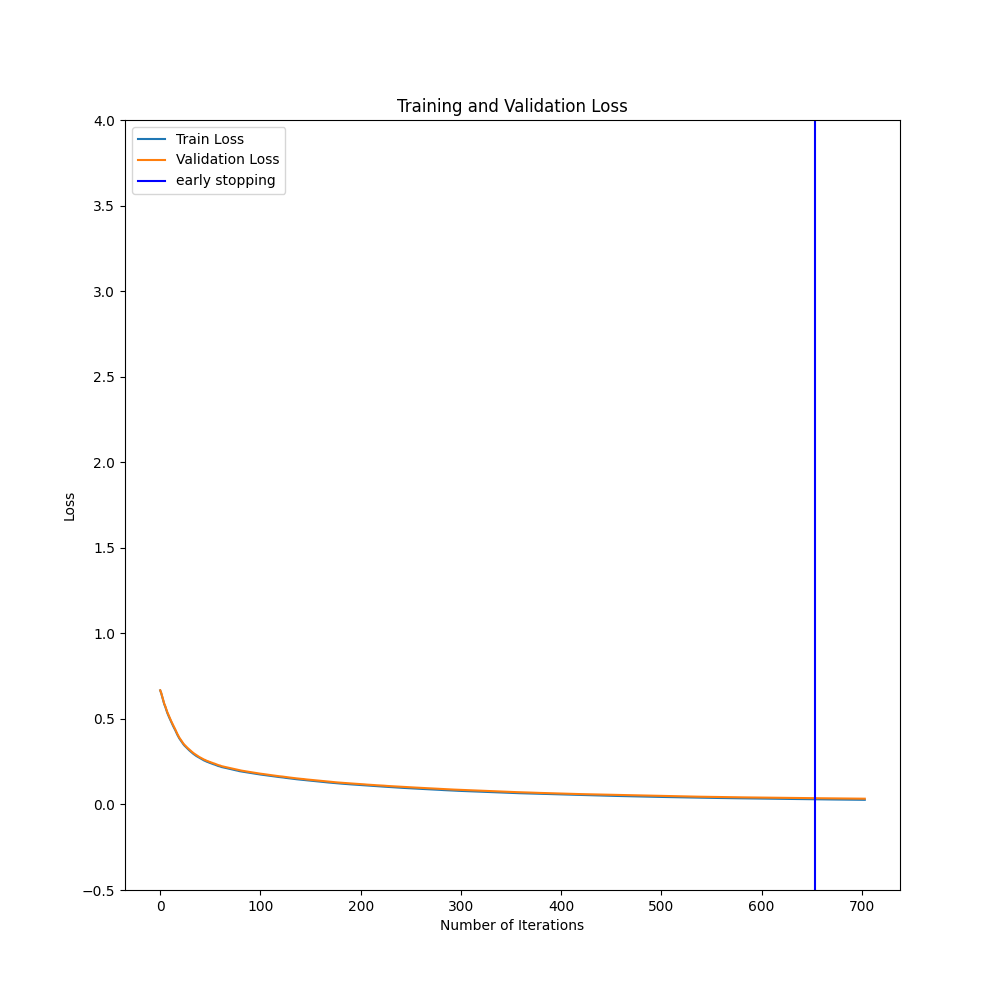 Training and Validation Loss
Train Loss
Validation Loss
early stopping
4.0
3.5
3.0
2.5
2.0
1.5
1.0
0.5
0.0
−0.5
Loss
0 100 200 300 400 500 600 700
Number of Iterations